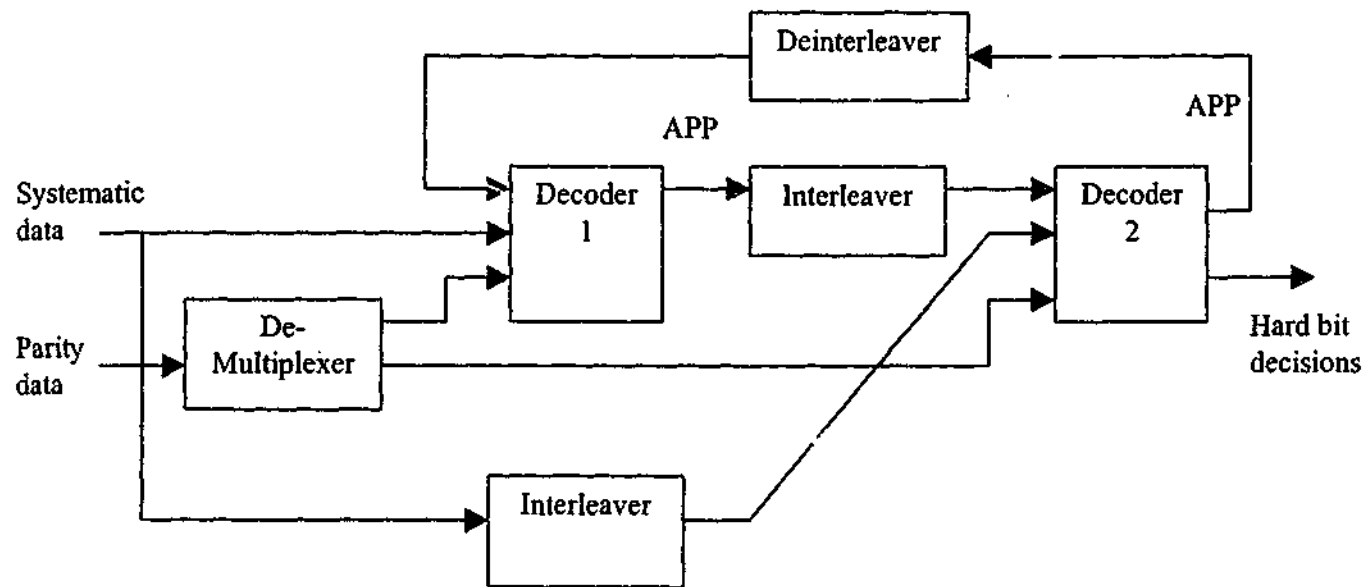 Deinterleaver
APP
APP
Systematic
data
Decoder
1
Interleaver
Decoder
2
De-
Multiplexer
Parity
data
Hard bit
decisions
Interleaver